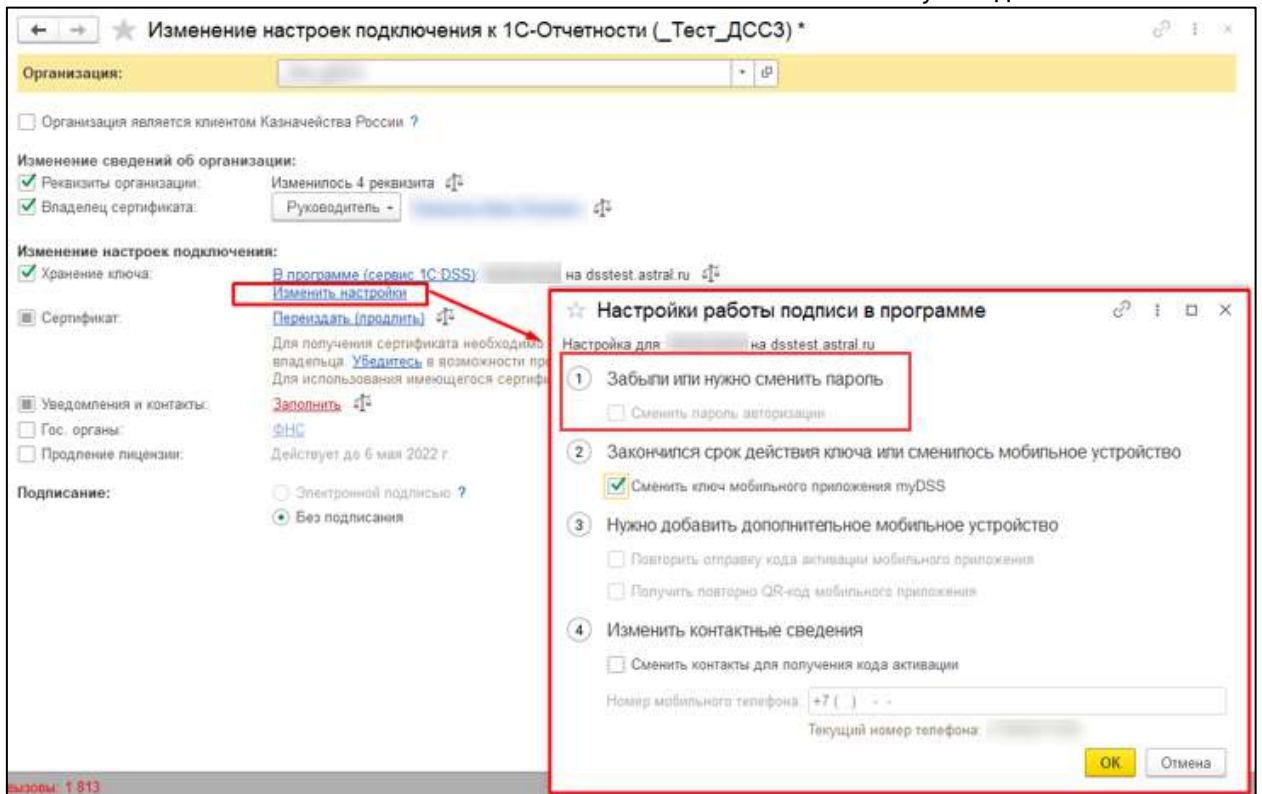 Изменение настроек подключения к 1С-Отчетности (_Тест_ДСС3) *
Организация:
Организация является клиентом Казначейства России ?
Изменение сведений об организации:
Реквизиты организации: Изменилось 4 реквизита
Владелец сертификата: Руководитель
Изменение настроек подключения:
Хранение ключа: В программе (сервис 1С:DSS) на dsstest.astral.ru
Изменить настройки
Сертификат: Переиздать (продлить)
Для получения сертификата необходимо
владельца. Убедитесь в возможности
Для использования имеющегося
Уведомления и контакты: Заполнить
Гос. органы: ФНС
Продление лицензии: Действует до 6 мая 2022 г.
Подписание: Электронной подписью ?
Без подписания
Настройки работы подписи в программе
Настройка для на dsstest.astral.ru
1 Забыли или нужно сменить пароль
Сменить пароль авторизации
2 Закончился срок действия ключа или сменилось мобильное устройство
Сменить ключ мобильного приложения myDSS
3 Нужно добавить дополнительное мобильное устройство
Повторить отправку кода активации мобильного приложения
Получить повторно QR-код мобильного приложения
4 Изменить контактные сведения
Сменить контакты для получения кода активации
Номер мобильного телефона: +7 ( ) - -
Текущий номер телефона:
ОК Отмена
вызовы: 1 813